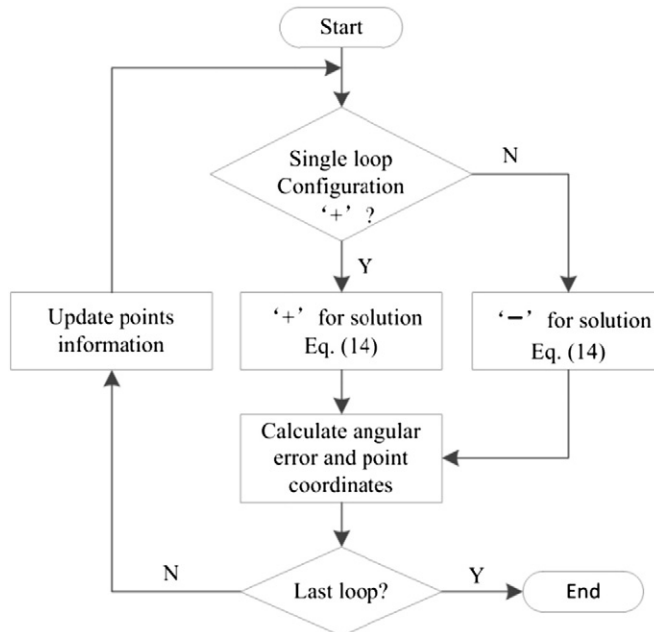 Start
Single loop
Configuration
‘+’ ?
N
Y
Update points
information
‘+’ for solution
Eq. (14)
‘−’ for solution
Eq. (14)
Calculate angular
error and point
coordinates
N
Last loop?
Y
End